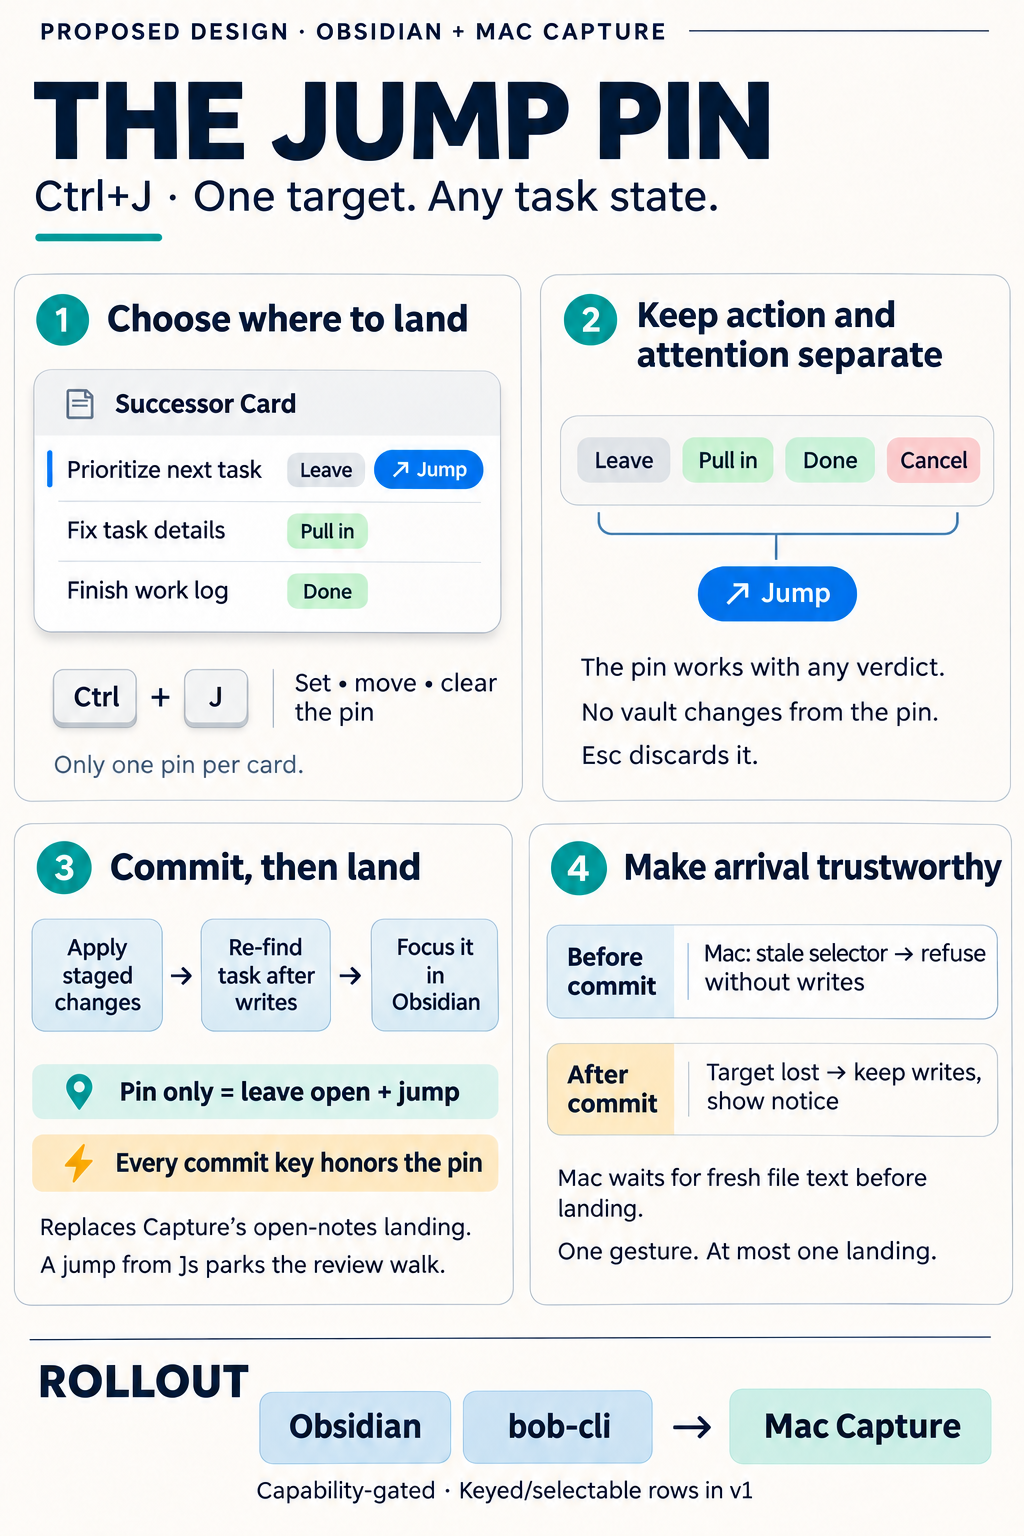 PROPOSED DESIGN · OBSIDIAN + MAC CAPTURE
THE JUMP PIN
Ctrl+J · One target. Any task state.
1 Choose where to land
Successor Card
Prioritize next task Leave ↗ Jump
Fix task details Pull in
Finish work log Done
Ctrl + J
Set • move • clear
the pin
Only one pin per card.
2 Keep action and
attention separate
Leave Pull in Done Cancel
↗ Jump
The pin works with any verdict.
No vault changes from the pin.
Esc discards it.
3 Commit, then land
Apply
staged
changes
→
Re-find
task after
writes
→
Focus it
in
Obsidian
Pin only = leave open + jump
Every commit key honors the pin
Replaces Capture’s open-notes landing.
A jump from Js parks the review walk.
4 Make arrival trustworthy
Before
commit
Mac: stale selector → refuse
without writes
After
commit
Target lost → keep writes,
show notice
Mac waits for fresh file text before
landing.
One gesture. At most one landing.
ROLLOUT
Obsidian bob-cli → Mac Capture
Capability-gated · Keyed/selectable rows in v1